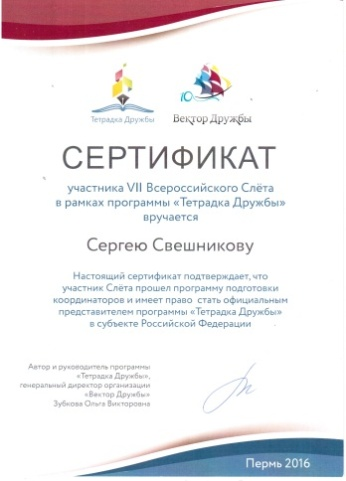 Тетрадка Дружбы
10
Вектор Дружбы
СЕРТИФИКАТ
участника VII Всероссийского Слёта
в рамках программы «Тетрадка Дружбы»
вручается
Сергею Свешникову
Настоящий сертификат подтверждает, что
участник Слёта прошел программу подготовки
координаторов и имеет право стать официальным
представителем программы «Тетрадка Дружбы»
в субъекте Российской Федерации
Автор и руководитель программы
«Тетрадка Дружбы»,
генеральный директор организации
«Вектор Дружбы»
Зубкова Ольга Викторовна
Пермь 2016